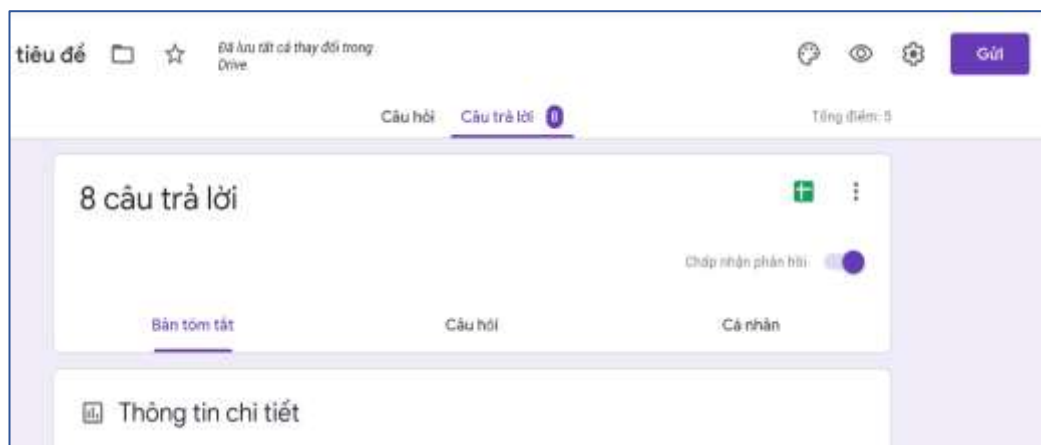 tiêu đề
Đã lưu tất cả thay đổi trong
Drive
Gửi
Câu hỏi Câu trả lời 8
Tổng điểm: 5
8 câu trả lời
Chấp nhận phản hồi
Bản tóm tắt Câu hỏi Cá nhân
Thông tin chi tiết